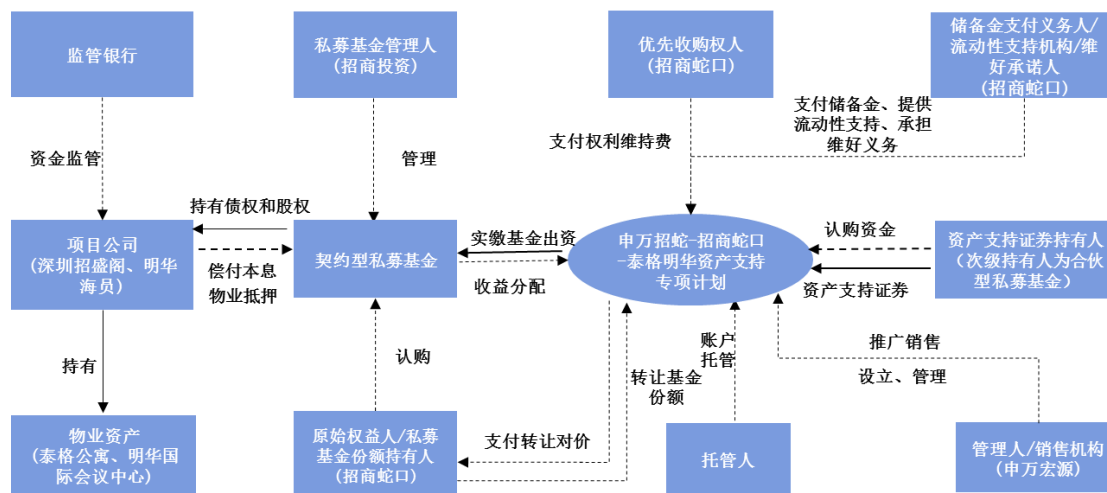 监管银行
私募基金管理人
(招商投资)
优先收购权人
(招商蛇口)
储备金支付义务人/
流动性支持机构/维
好承诺人
(招商蛇口)
资金监管
管理
支付权利维持费
支付储备金、提供
流动性支持、承担
维好义务
持有债权和股权
项目公司
(深圳招盛阁、明华
海员)
偿付本息
物业抵押
契约型私募基金
实缴基金出资
收益分配
申万招蛇-招商蛇口
-泰格明华资产支持
专项计划
认购资金
资产支持证券
资产支持证券持有人
（次级持有人为合伙
型私募基金）
持有
认购
转让基金
份额
账户
托管
推广销售
设立、管理
物业资产
(泰格公寓、明华国
际会议中心)
原始权益人/私募
基金份额持有人
(招商蛇口)
支付转让对价
托管人
管理人/销售机构
(申万宏源)